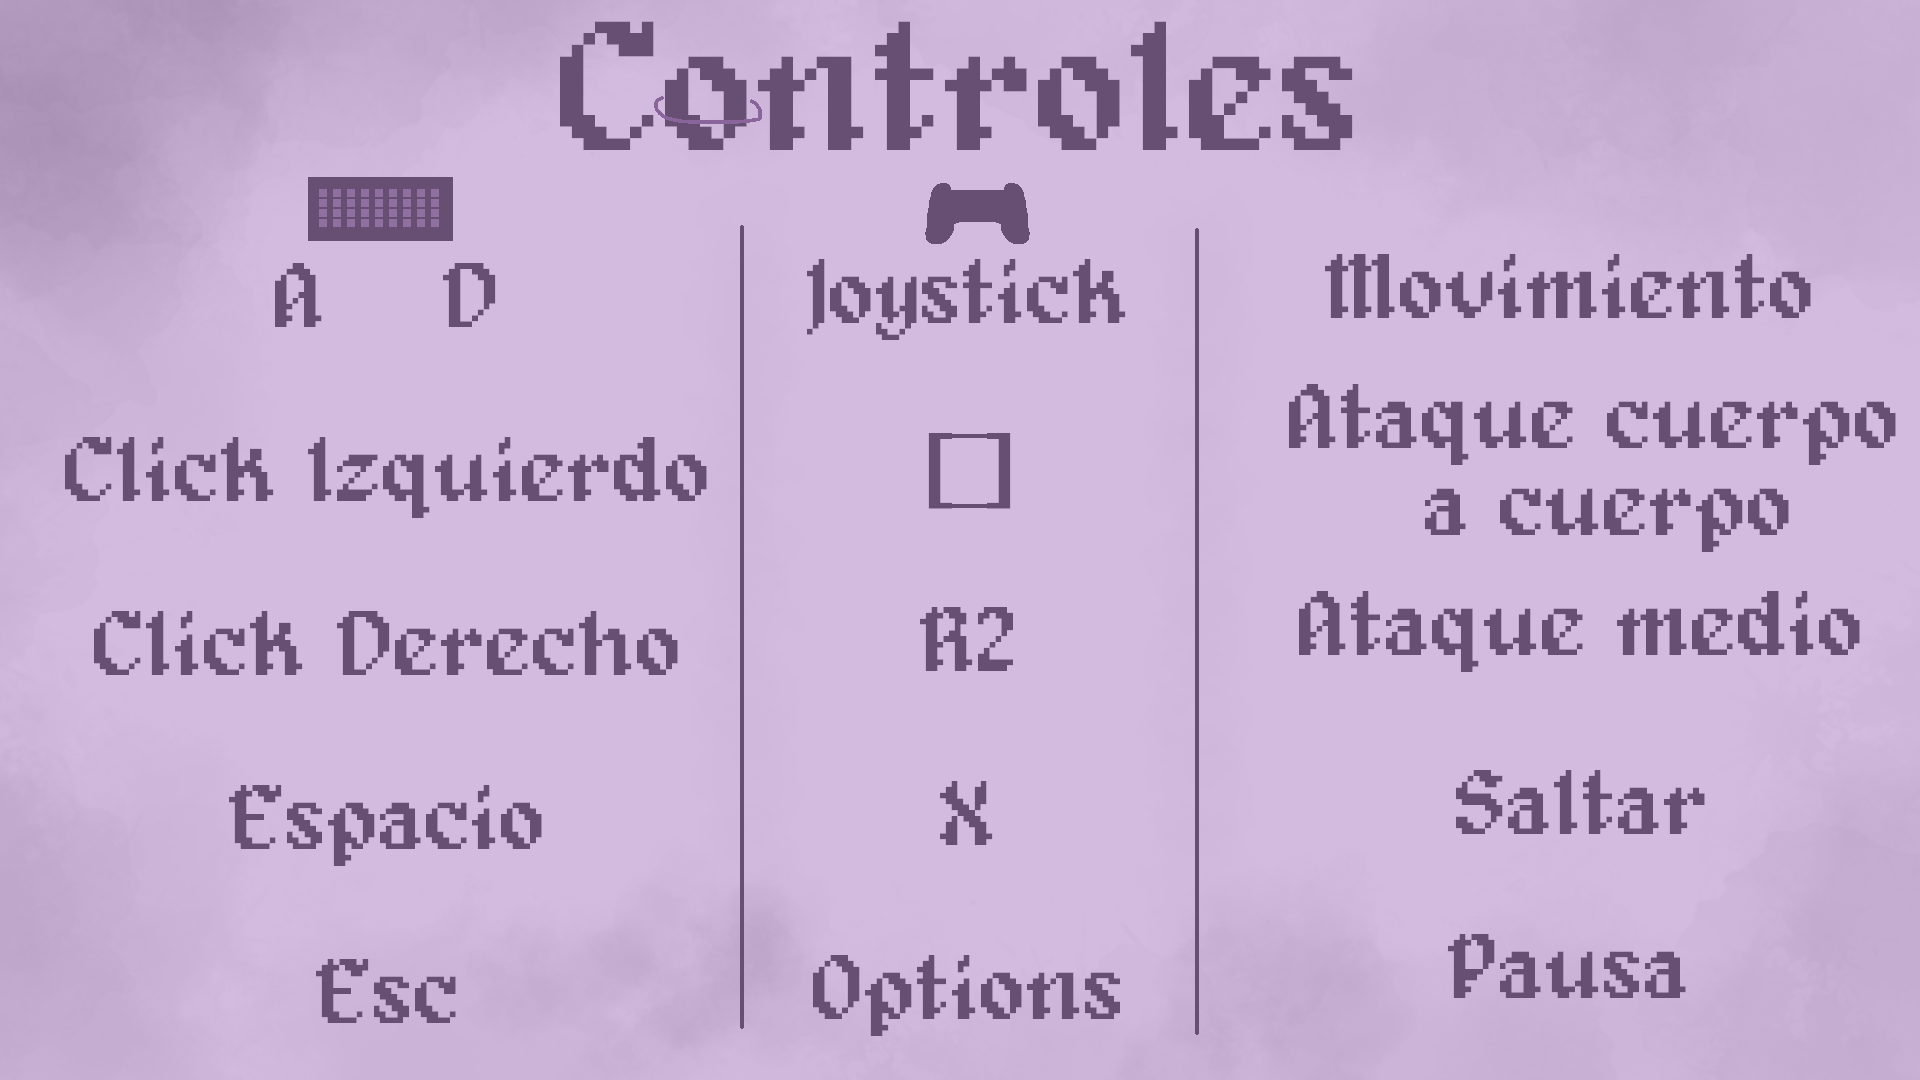 Controles
A D Joystick Movimiento
Click Izquierdo □ Ataque cuerpo
a cuerpo
Click Derecho R2 Ataque medio
Espacio X Saltar
Esc Options Pausa